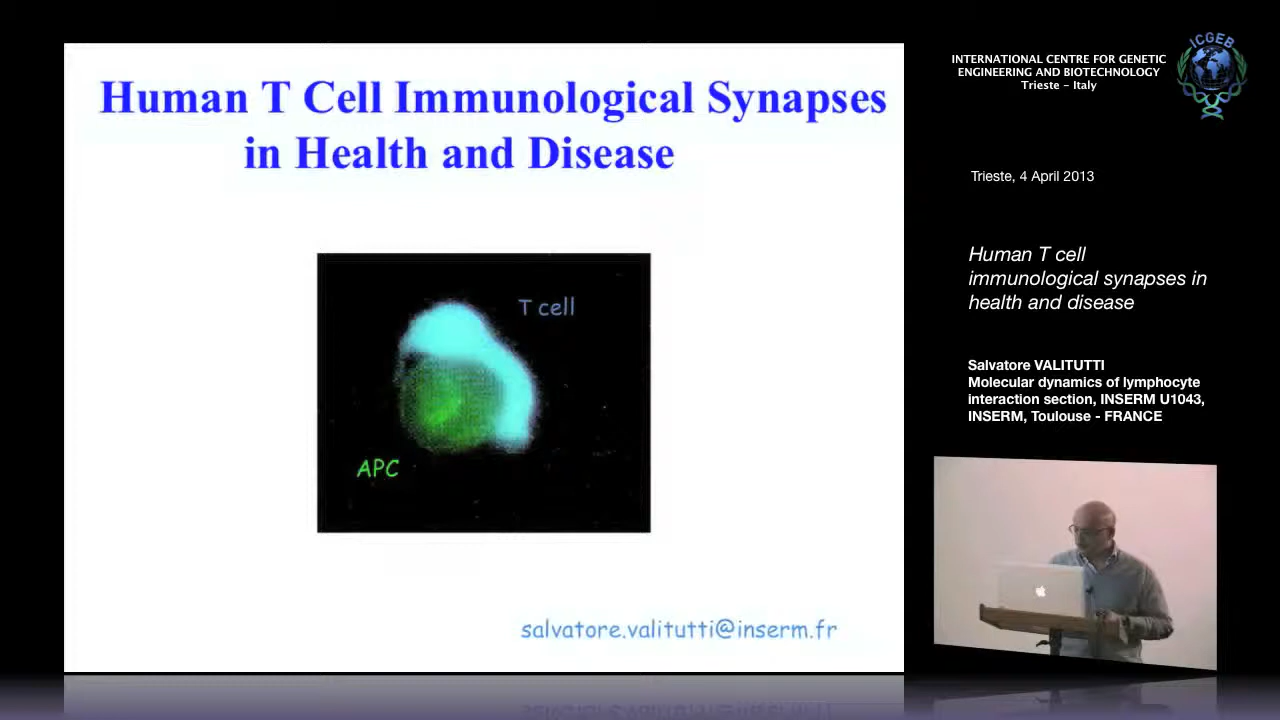 Human T Cell Immunological Synapses
in Health and Disease
T cell
APC
salvatore.valitutti@inserm.fr
INTERNATIONAL CENTRE FOR GENETIC
ENGINEERING AND BIOTECHNOLOGY
Trieste - Italy
ICGEB
Trieste, 4 April 2013
Human T cell
immunological synapses in
health and disease
Salvatore VALITUTTI
Molecular dynamics of lymphocyte
interaction section, INSERM U1043,
INSERM, Toulouse - FRANCE